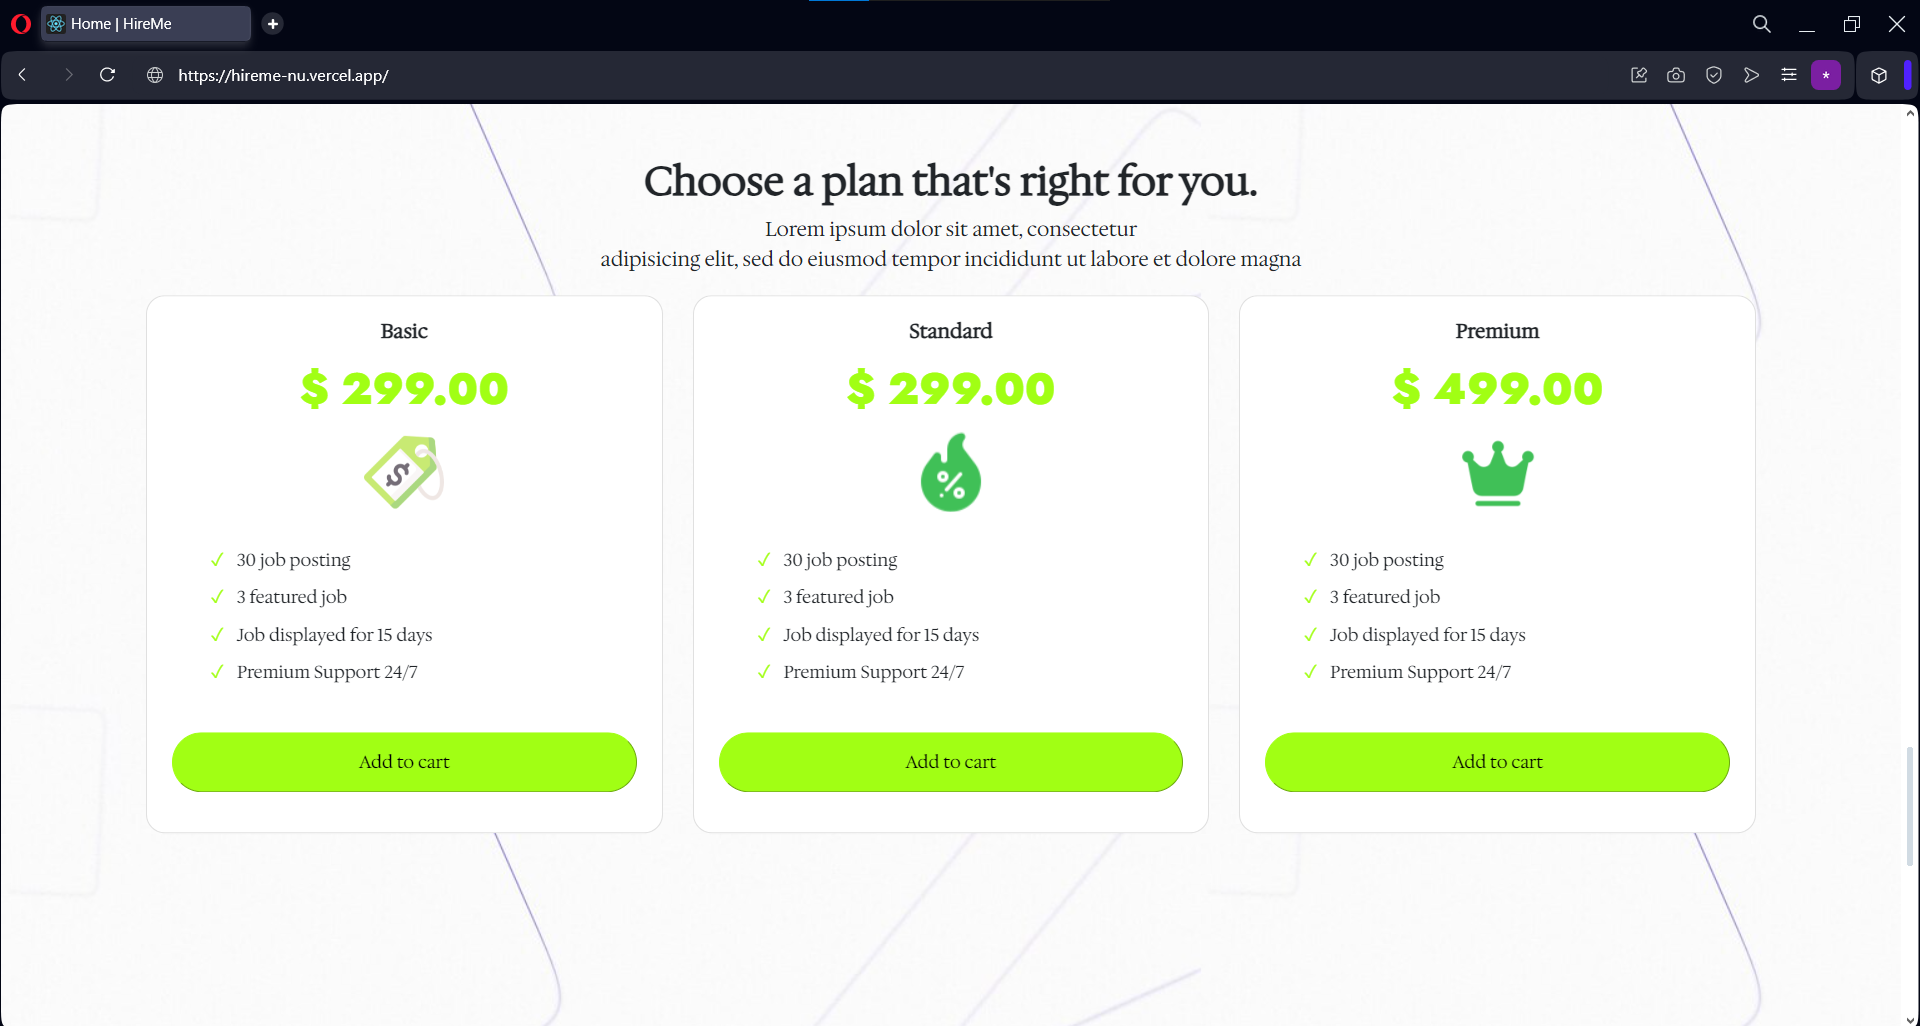 Home | HireMe
https://hireme-nu.vercel.app/
Choose a plan that's right for you.
Lorem ipsum dolor sit amet, consectetur
adipisicing elit, sed do eiusmod tempor incididunt ut labore et dolore magna
Basic
$ 299.00
$
30 job posting
3 featured job
Job displayed for 15 days
Premium Support 24/7
Add to cart
Standard
$ 299.00
%
30 job posting
3 featured job
Job displayed for 15 days
Premium Support 24/7
Add to cart
Premium
$ 499.00
30 job posting
3 featured job
Job displayed for 15 days
Premium Support 24/7
Add to cart